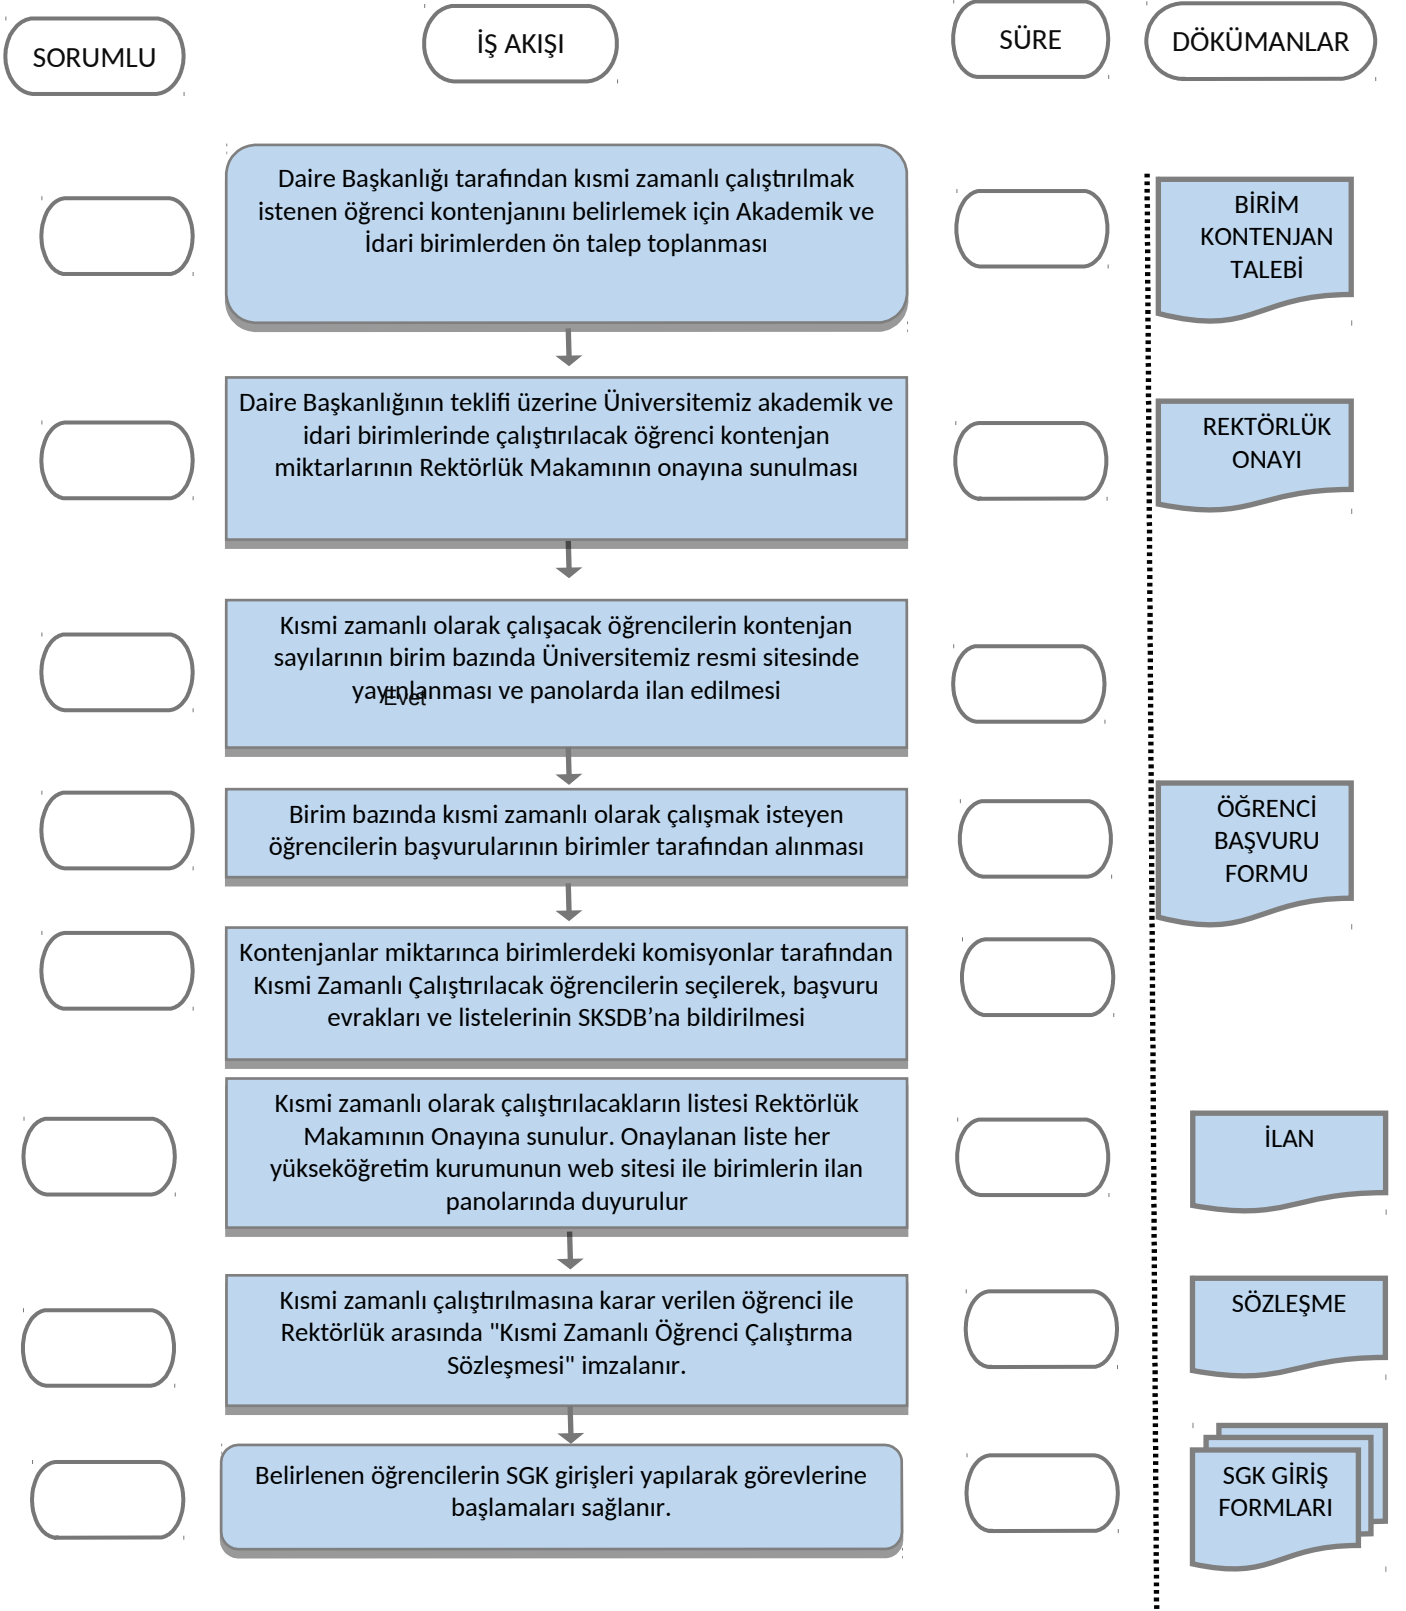 SORUMLU
İŞ AKIŞI
SÜRE
DÖKÜMANLAR
Daire Başkanlığı tarafından kısmi zamanlı çalıştırılmak
istenen öğrenci kontenjanını belirlemek için Akademik ve
İdari birimlerden ön talep toplanması
BİRİM
KONTENJAN
TALEBİ
Daire Başkanlığının teklifi üzerine Üniversitemiz akademik ve
idari birimlerinde çalıştırılacak öğrenci kontenjan
miktarlarının Rektörlük Makamının onayına sunulması
REKTÖRLÜK
ONAYI
Kısmi zamanlı olarak çalışacak öğrencilerin kontenjan
sayılarının birim bazında Üniversitemiz resmi sitesinde
yayınlanması ve panolarda ilan edilmesi
Evet
Birim bazında kısmi zamanlı olarak çalışmak isteyen
öğrencilerin başvurularının birimler tarafından alınması
ÖĞRENCİ
BAŞVURU
FORMU
Kontenjanlar miktarınca birimlerdeki komisyonlar tarafından
Kısmi Zamanlı Çalıştırılacak öğrencilerin seçilerek, başvuru
evrakları ve listelerinin SKSDB’na bildirilmesi
Kısmi zamanlı olarak çalıştırılacakların listesi Rektörlük
Makamının Onayına sunulur. Onaylanan liste her
yükseköğretim kurumunun web sitesi ile birimlerin ilan
panolarında duyurulur
İLAN
Kısmi zamanlı çalıştırılmasına karar verilen öğrenci ile
Rektörlük arasında "Kısmi Zamanlı Öğrenci Çalıştırma
Sözleşmesi" imzalanır.
SÖZLEŞME
Belirlenen öğrencilerin SGK girişleri yapılarak görevlerine
başlamaları sağlanır.
SGK GİRİŞ
FORMLARI